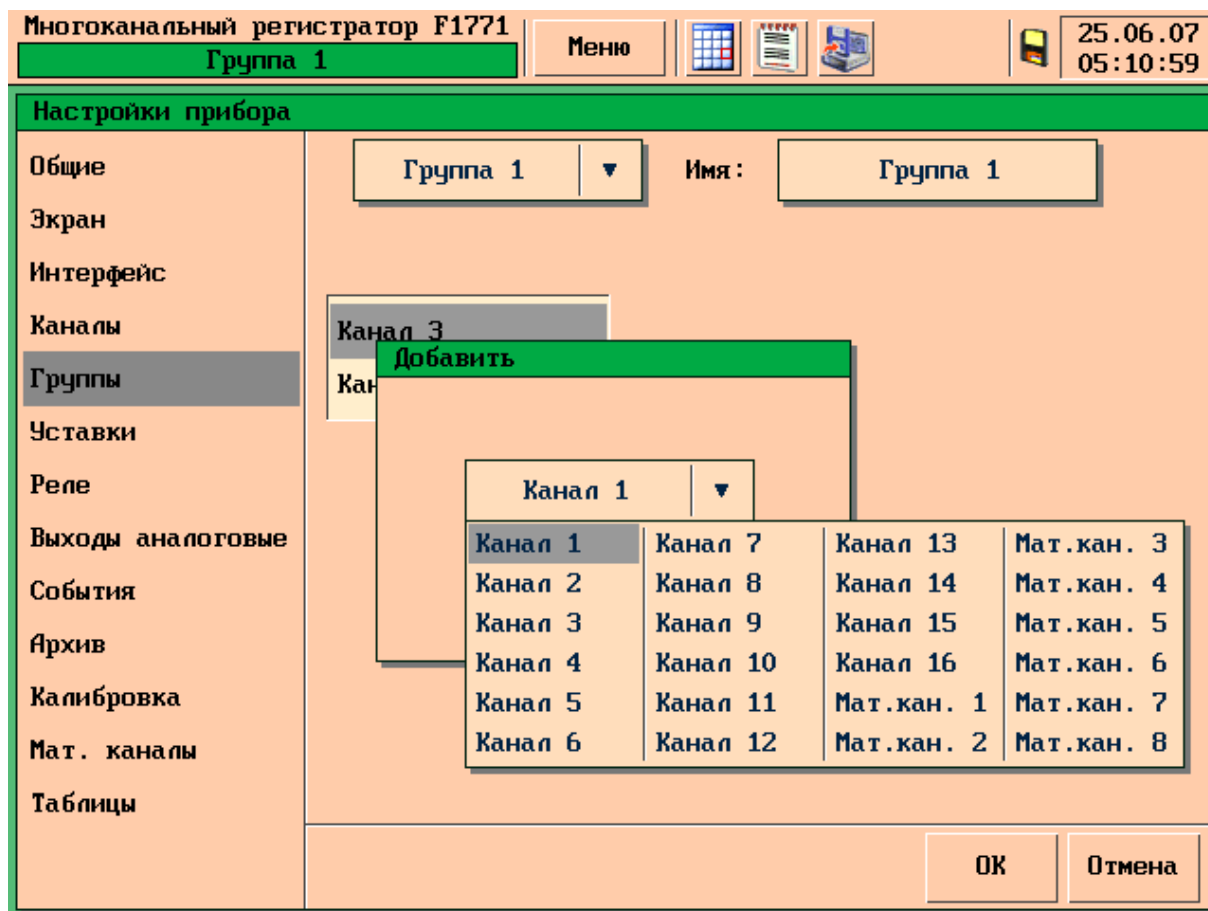 Многоканальный регистратор F1771
Группа 1
Меню
25.06.07
05:10:59
Настройки прибора
Общие
Экран
Интерфейс
Каналы
Группы
Уставки
Реле
Выходы аналоговые
События
Архив
Калибровка
Мат. каналы
Таблицы
Группа 1 ▼
Имя:
Группа 1
Канал 3
Кан
Добавить
Канал 1 ▼
Канал 1 Канал 7 Канал 13 Мат.кан. 3
Канал 2 Канал 8 Канал 14 Мат.кан. 4
Канал 3 Канал 9 Канал 15 Мат.кан. 5
Канал 4 Канал 10 Канал 16 Мат.кан. 6
Канал 5 Канал 11 Мат.кан. 1 Мат.кан. 7
Канал 6 Канал 12 Мат.кан. 2 Мат.кан. 8
ОК
Отмена